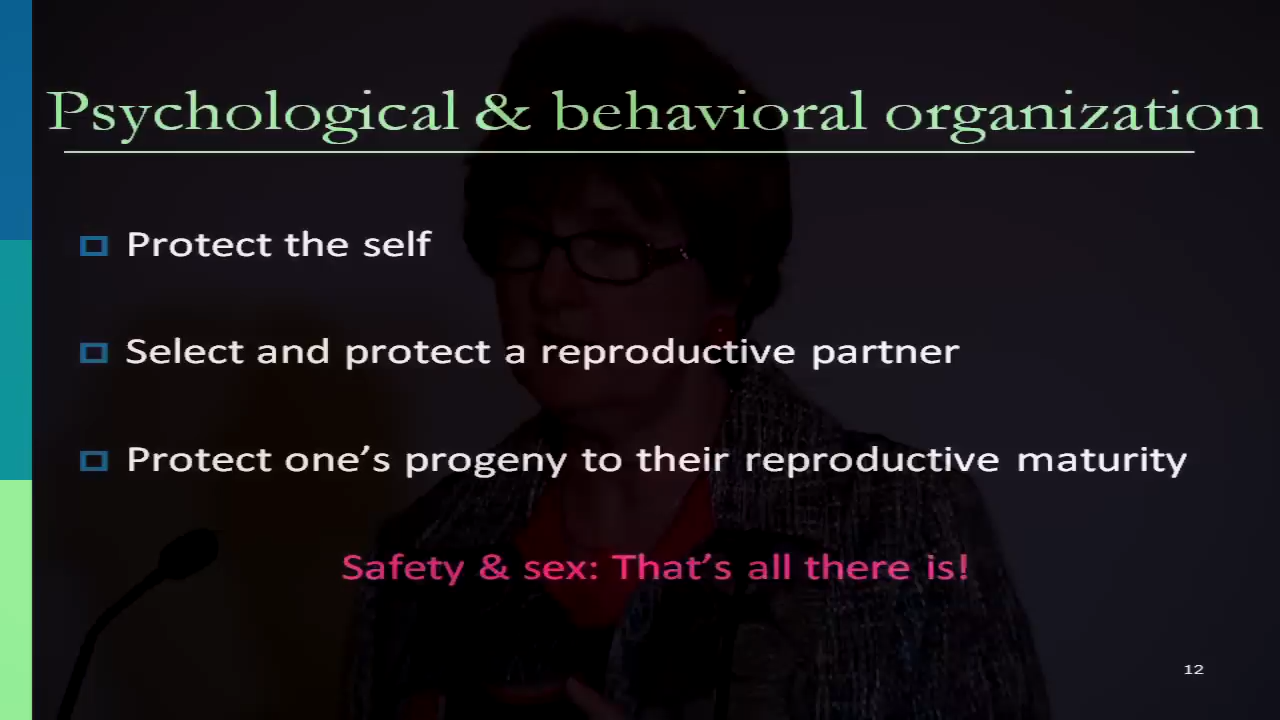 Psychological & behavioral organization
Protect the self
Select and protect a reproductive partner
Protect one’s progeny to their reproductive maturity
Safety & sex: That’s all there is!
12